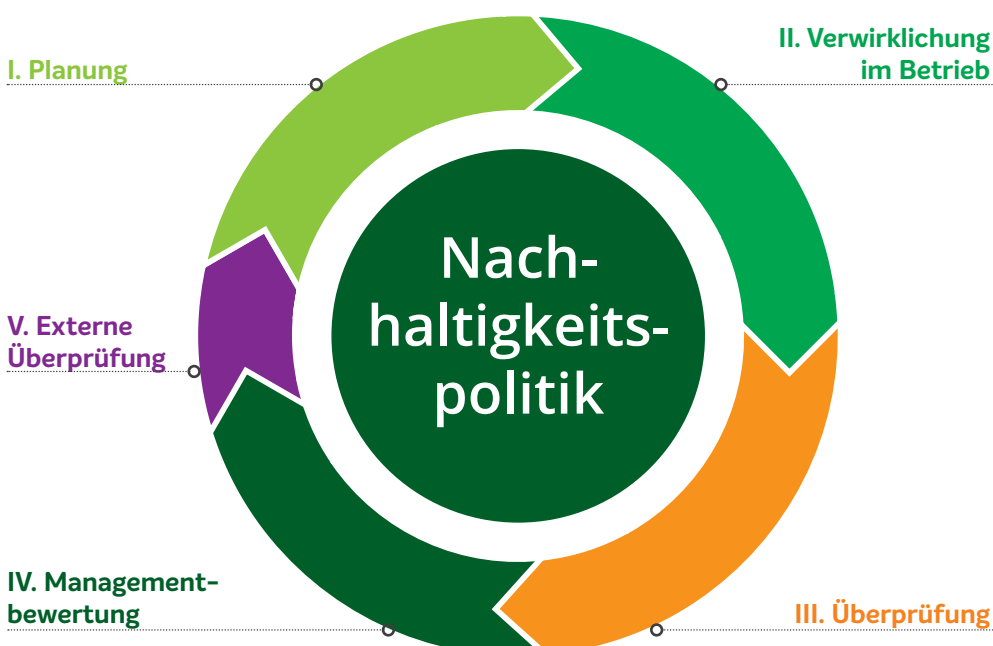 I. Planung
II. Verwirklichung
im Betrieb
Nach-
haltigkeits-
politik
V. Externe
Überprüfung
IV. Management-
bewertung
III. Überprüfung